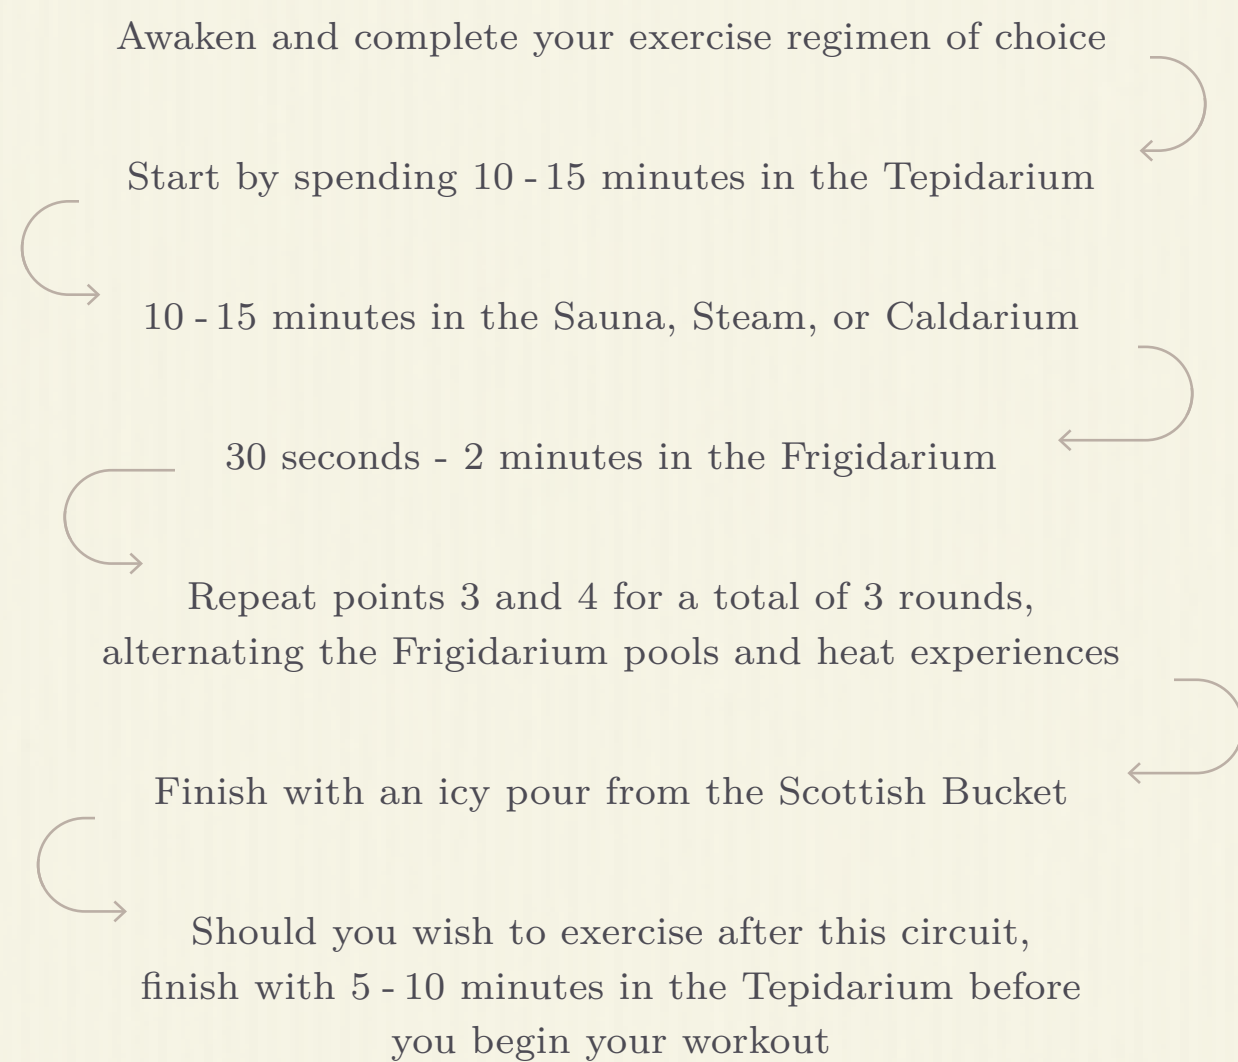 Awaken and complete your exercise regimen of choice
Start by spending 10 - 15 minutes in the Tepidarium
10 - 15 minutes in the Sauna, Steam, or Caldarium
30 seconds - 2 minutes in the Frigidarium
Repeat points 3 and 4 for a total of 3 rounds,
alternating the Frigidarium pools and heat experiences
Finish with an icy pour from the Scottish Bucket
Should you wish to exercise after this circuit,
finish with 5 - 10 minutes in the Tepidarium before
you begin your workout